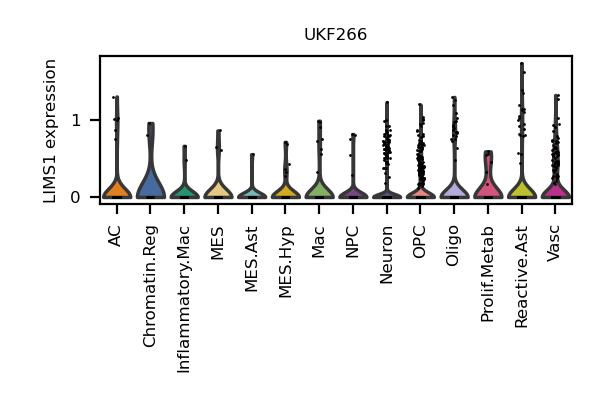 UKF266
LIMS1 expression
1
0
AC
Chromatin.Reg
Inflammatory.Mac
MES
MES.Ast
MES.Hyp
Mac
NPC
Neuron
OPC
Oligo
Prolif.Metab
Reactive.Ast
Vasc